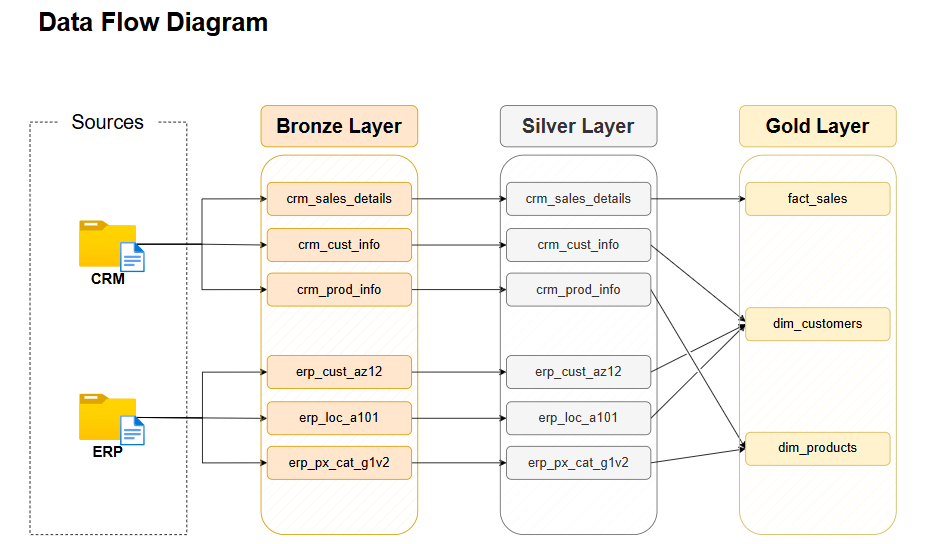 Data Flow Diagram
Sources
Bronze Layer
Silver Layer
Gold Layer
crm_sales_details
crm_sales_details
fact_sales
crm_cust_info
crm_cust_info
CRM
crm_prod_info
crm_prod_info
dim_customers
erp_cust_az12
erp_cust_az12
erp_loc_a101
erp_loc_a101
ERP
dim_products
erp_px_cat_g1v2
erp_px_cat_g1v2